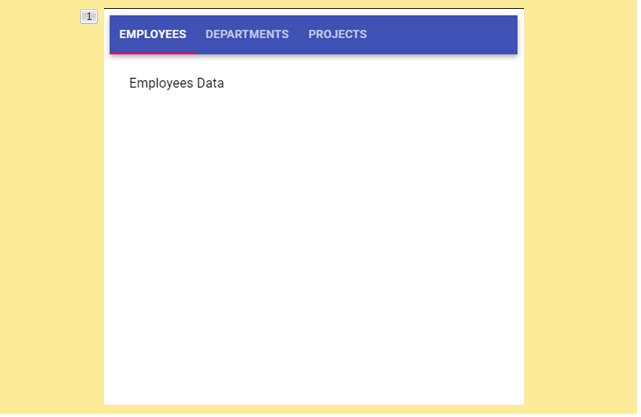 1
EMPLOYEES DEPARTMENTS PROJECTS
Employees Data